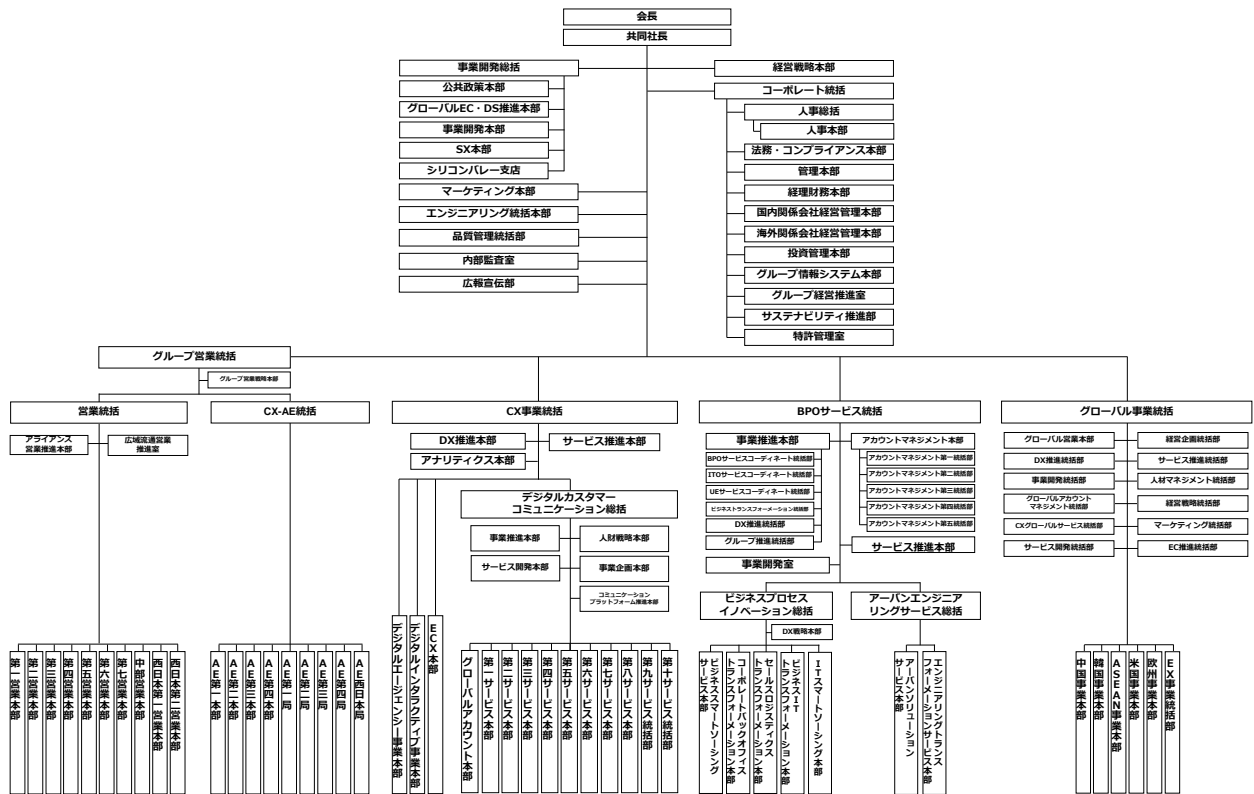 会長
共同社長
事業開発総括
公共政策本部
グローバルEC・DS推進本部
事業開発本部
SX本部
シリコンバレー支店
マーケティング本部
エンジニアリング統括本部
品質管理統括部
内部監査室
広報宣伝部
経営戦略本部
コーポレート統括
人事総括
人事本部
法務・コンプライアンス本部
管理本部
経理財務本部
国内関係会社経営管理本部
海外関係会社経営管理本部
投資管理本部
グループ情報システム本部
グループ経営推進室
サステナビリティ推進部
特許管理室
グループ営業統括
グループ営業戦略本部
営業統括
アライアンス
営業推進本部
広域流通営業
推進室
第一営業本部
第二営業本部
第三営業本部
第四営業本部
第五営業本部
第六営業本部
第七営業本部
中部営業本部
西日本第一営業本部
西日本第二営業本部
CX-AE統括
AE第一本部
AE第二本部
AE第三本部
AE第四本部
AE第一局
AE第二局
AE第三局
AE第四局
AE西日本局
CX事業統括
DX推進本部
サービス推進本部
アナリティクス本部
デジタルエージェンシー事業本部
デジタルインタラクティブ事業本部
ECX本部
デジタルカスタマー
コミュニケーション総括
事業推進本部
人財戦略本部
サービス開発本部
事業企画本部
コミュニケーション
プラットフォーム推進本部
グローバルアカウント本部
第一サービス本部
第二サービス本部
第三サービス本部
第四サービス本部
第五サービス本部
第六サービス本部
第七サービス本部
第八サービス本部
第九サービス統括部
第十サービス統括部
BPOサービス統括
事業推進本部
BPOサービスコーディネート統括部
ITOサービスコーディネート統括部
UEサービスコーディネート統括部
ビジネストランスフォーメーション統括部
DX推進統括部
グループ推進統括部
事業開発室
アカウントマネジメント本部
アカウントマネジメント第一統括部
アカウントマネジメント第二統括部
アカウントマネジメント第三統括部
アカウントマネジメント第四統括部
アカウントマネジメント第五統括部
サービス推進本部
ビジネスプロセス
イノベーション総括
DX戦略本部
ビジネススマートソーシング
サービス本部
コーポレートバックオフィス
トランスフォーメーション本部
セールスロジスティクス
トランスフォーメーション本部
ビジネスIT
トランスフォーメーション本部
ITスマートソーシング本部
アーバンエンジニア
リングサービス総括
アーバンソリューション
サービス本部
エンジニアリングトランス
フォーメーションサービス本部
グローバル事業統括
グローバル営業本部
経営企画統括部
DX推進統括部
サービス推進統括部
事業開発統括部
人材マネジメント統括部
グローバルアカウント
マネジメント統括部
経営戦略統括部
CXグローバルサービス統括部
マーケティング統括部
サービス開発統括部
EC推進統括部
中国事業本部
韓国事業本部
ASEAN事業本部
米国事業本部
欧州事業本部
EX事業統括部